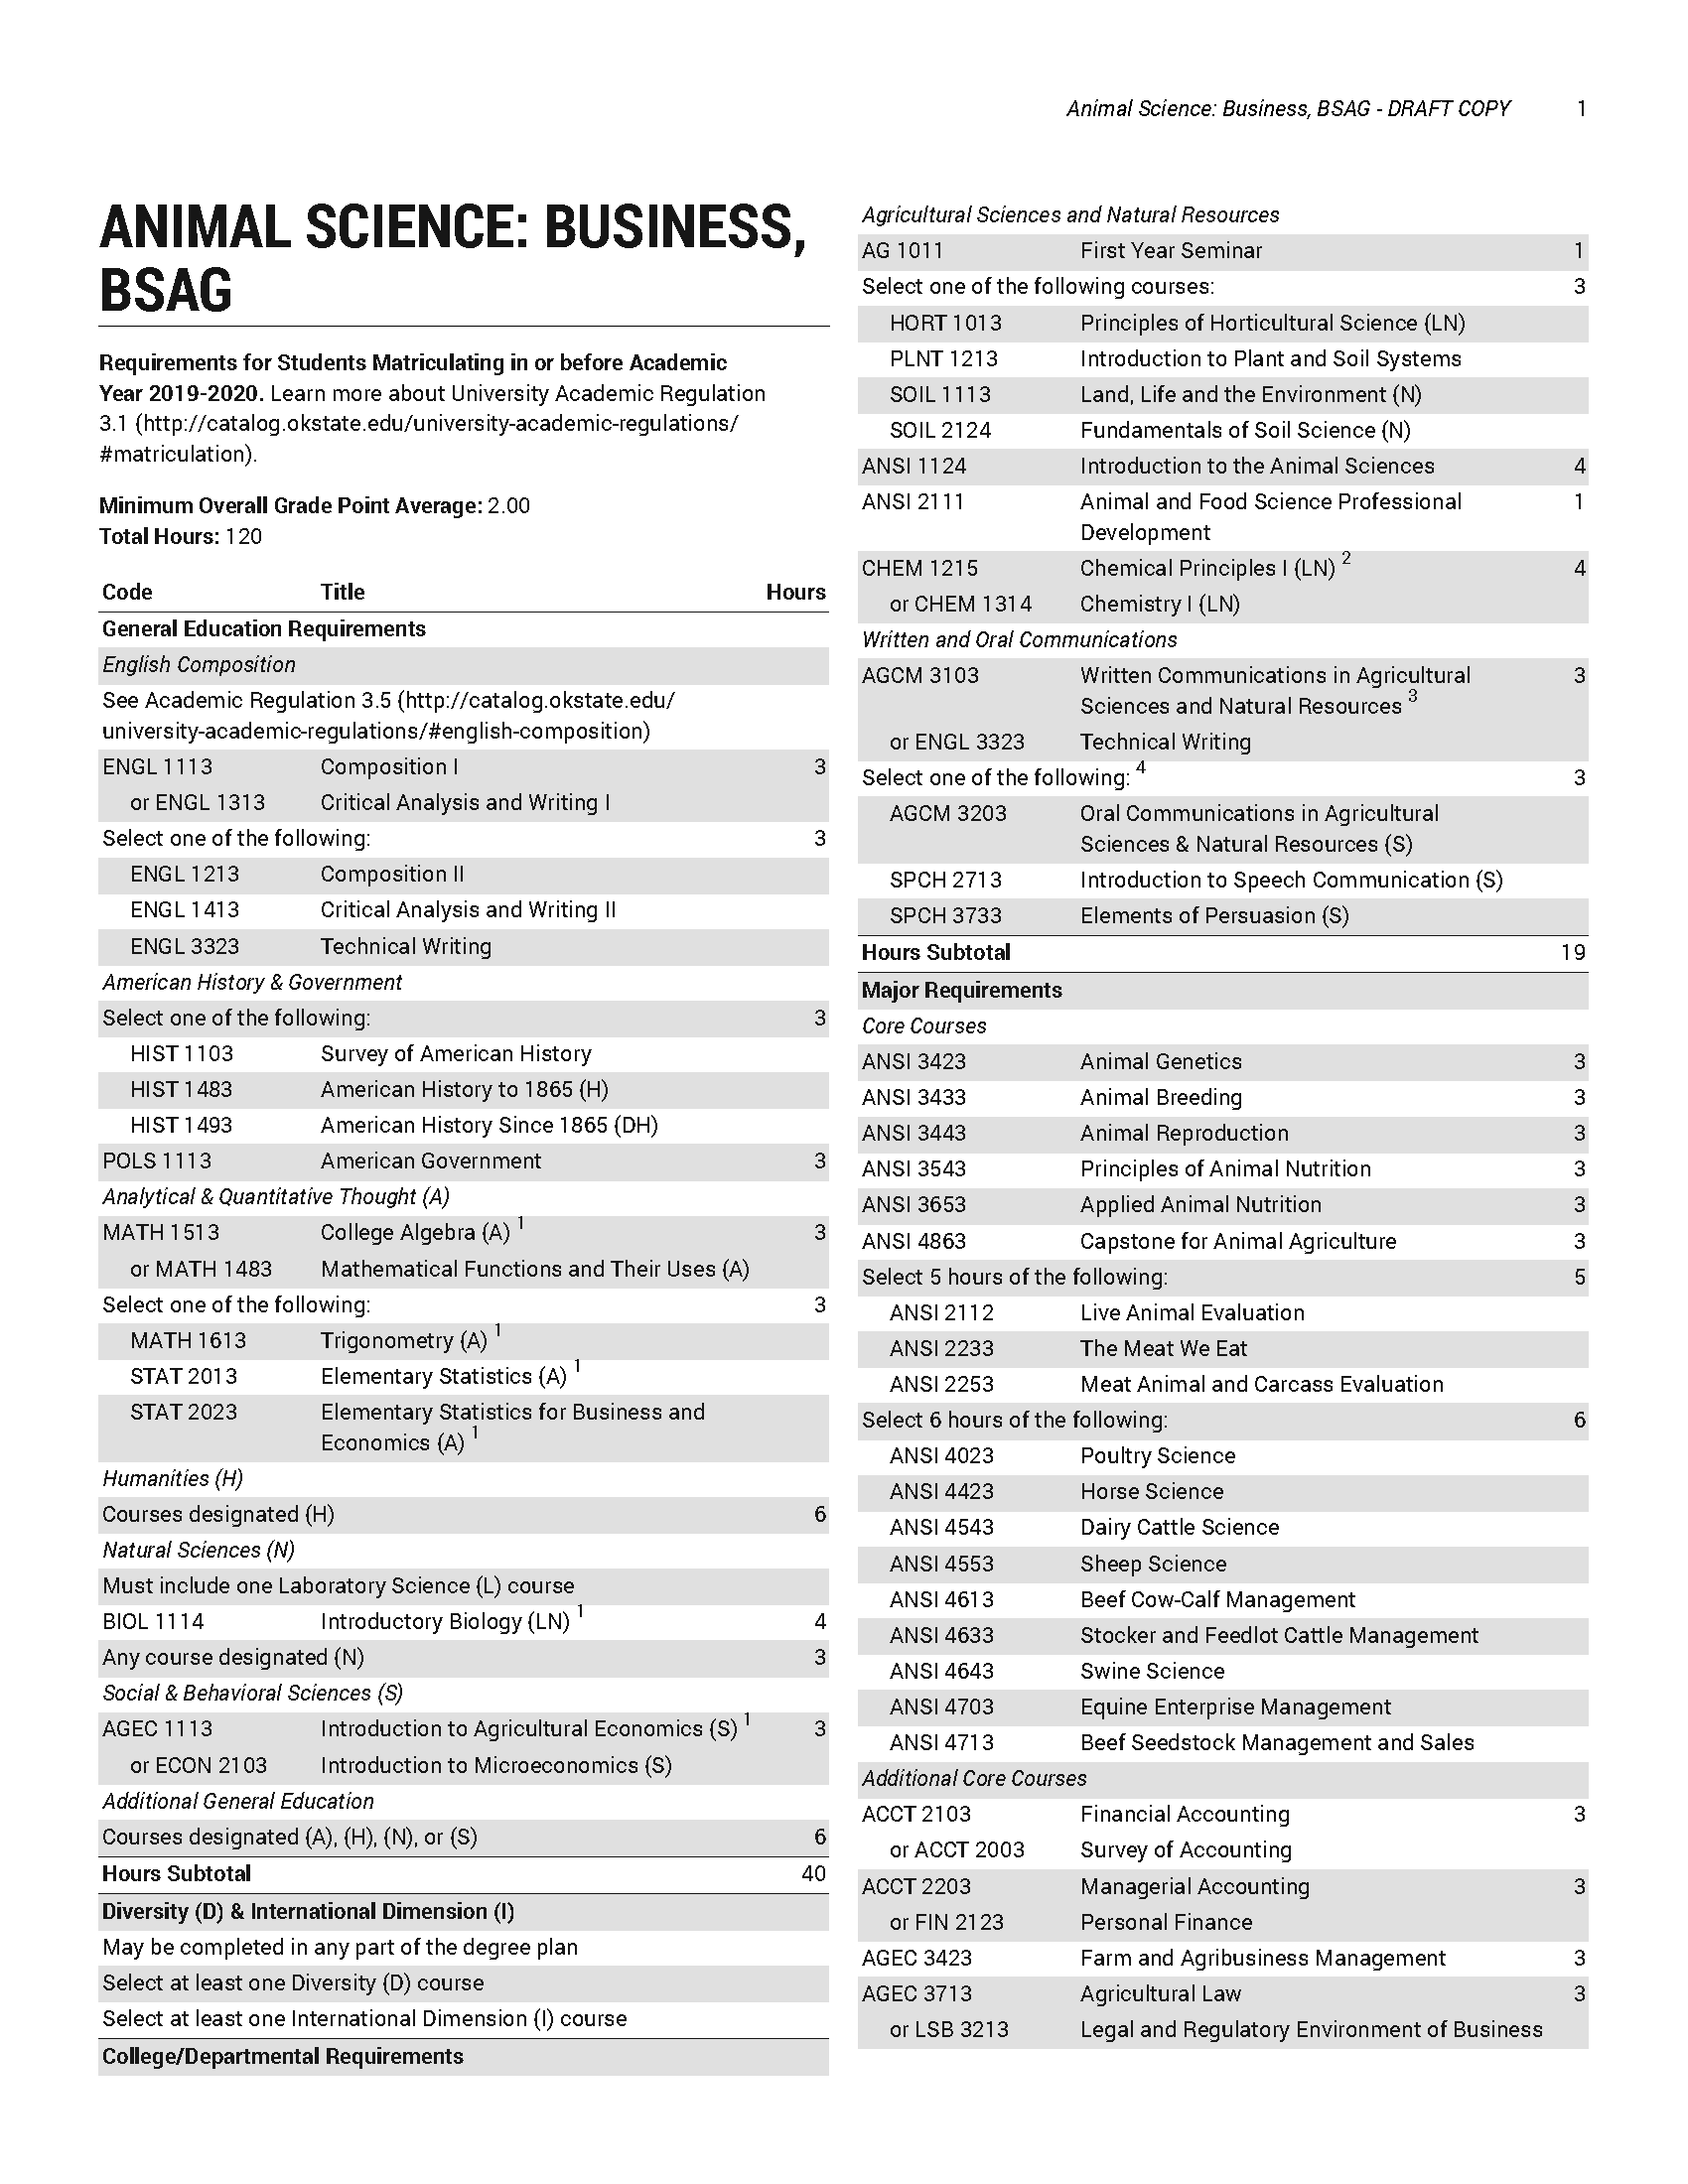 Animal Science: Business, BSAG - DRAFT COPY 1
ANIMAL SCIENCE: BUSINESS,
BSAG
Requirements for Students Matriculating in or before Academic
Year 2019-2020. Learn more about University Academic Regulation
3.1 (http://catalog.okstate.edu/university-academic-regulations/
#matriculation).
Minimum Overall Grade Point Average: 2.00
Total Hours: 120
Code Title Hours
General Education Requirements
English Composition
See Academic Regulation 3.5 (http://catalog.okstate.edu/
university-academic-regulations/#english-composition)
ENGL 1113 Composition I 3
or ENGL 1313 Critical Analysis and Writing I
Select one of the following: 3
ENGL 1213 Composition II
ENGL 1413 Critical Analysis and Writing II
ENGL 3323 Technical Writing
American History & Government
Select one of the following: 3
HIST 1103 Survey of American History
HIST 1483 American History to 1865 (H)
HIST 1493 American History Since 1865 (DH)
POLS 1113 American Government 3
Analytical & Quantitative Thought (A)
MATH 1513 College Algebra (A) 1 3
or MATH 1483 Mathematical Functions and Their Uses (A)
Select one of the following: 3
MATH 1613 Trigonometry (A) 1
STAT 2013 Elementary Statistics (A) 1
STAT 2023 Elementary Statistics for Business and
Economics (A) 1
Humanities (H)
Courses designated (H) 6
Natural Sciences (N)
Must include one Laboratory Science (L) course
BIOL 1114 Introductory Biology (LN) 1 4
Any course designated (N) 3
Social & Behavioral Sciences (S)
AGEC 1113 Introduction to Agricultural Economics (S) 1 3
or ECON 2103 Introduction to Microeconomics (S)
Additional General Education
Courses designated (A), (H), (N), or (S) 6
Hours Subtotal 40
Diversity (D) & International Dimension (I)
May be completed in any part of the degree plan
Select at least one Diversity (D) course
Select at least one International Dimension (I) course
College/Departmental Requirements
Agricultural Sciences and Natural Resources
AG 1011 First Year Seminar 1
Select one of the following courses: 3
HORT 1013 Principles of Horticultural Science (LN)
PLNT 1213 Introduction to Plant and Soil Systems
SOIL 1113 Land, Life and the Environment (N)
SOIL 2124 Fundamentals of Soil Science (N)
ANSI 1124 Introduction to the Animal Sciences 4
ANSI 2111 Animal and Food Science Professional 1
Development
CHEM 1215 Chemical Principles I (LN) 2 4
or CHEM 1314 Chemistry I (LN)
Written and Oral Communications
AGCM 3103 Written Communications in Agricultural 3
Sciences and Natural Resources 3
or ENGL 3323 Technical Writing
Select one of the following: 4 3
AGCM 3203 Oral Communications in Agricultural
Sciences & Natural Resources (S)
SPCH 2713 Introduction to Speech Communication (S)
SPCH 3733 Elements of Persuasion (S)
Hours Subtotal 19
Major Requirements
Core Courses
ANSI 3423 Animal Genetics 3
ANSI 3433 Animal Breeding 3
ANSI 3443 Animal Reproduction 3
ANSI 3543 Principles of Animal Nutrition 3
ANSI 3653 Applied Animal Nutrition 3
ANSI 4863 Capstone for Animal Agriculture 3
Select 5 hours of the following: 5
ANSI 2112 Live Animal Evaluation
ANSI 2233 The Meat We Eat
ANSI 2253 Meat Animal and Carcass Evaluation
Select 6 hours of the following: 6
ANSI 4023 Poultry Science
ANSI 4423 Horse Science
ANSI 4543 Dairy Cattle Science
ANSI 4553 Sheep Science
ANSI 4613 Beef Cow-Calf Management
ANSI 4633 Stocker and Feedlot Cattle Management
ANSI 4643 Swine Science
ANSI 4703 Equine Enterprise Management
ANSI 4713 Beef Seedstock Management and Sales
Additional Core Courses
ACCT 2103 Financial Accounting 3
or ACCT 2003 Survey of Accounting
ACCT 2203 Managerial Accounting 3
or FIN 2123 Personal Finance
AGEC 3423 Farm and Agribusiness Management 3
AGEC 3713 Agricultural Law 3
or LSB 3213 Legal and Regulatory Environment of Business